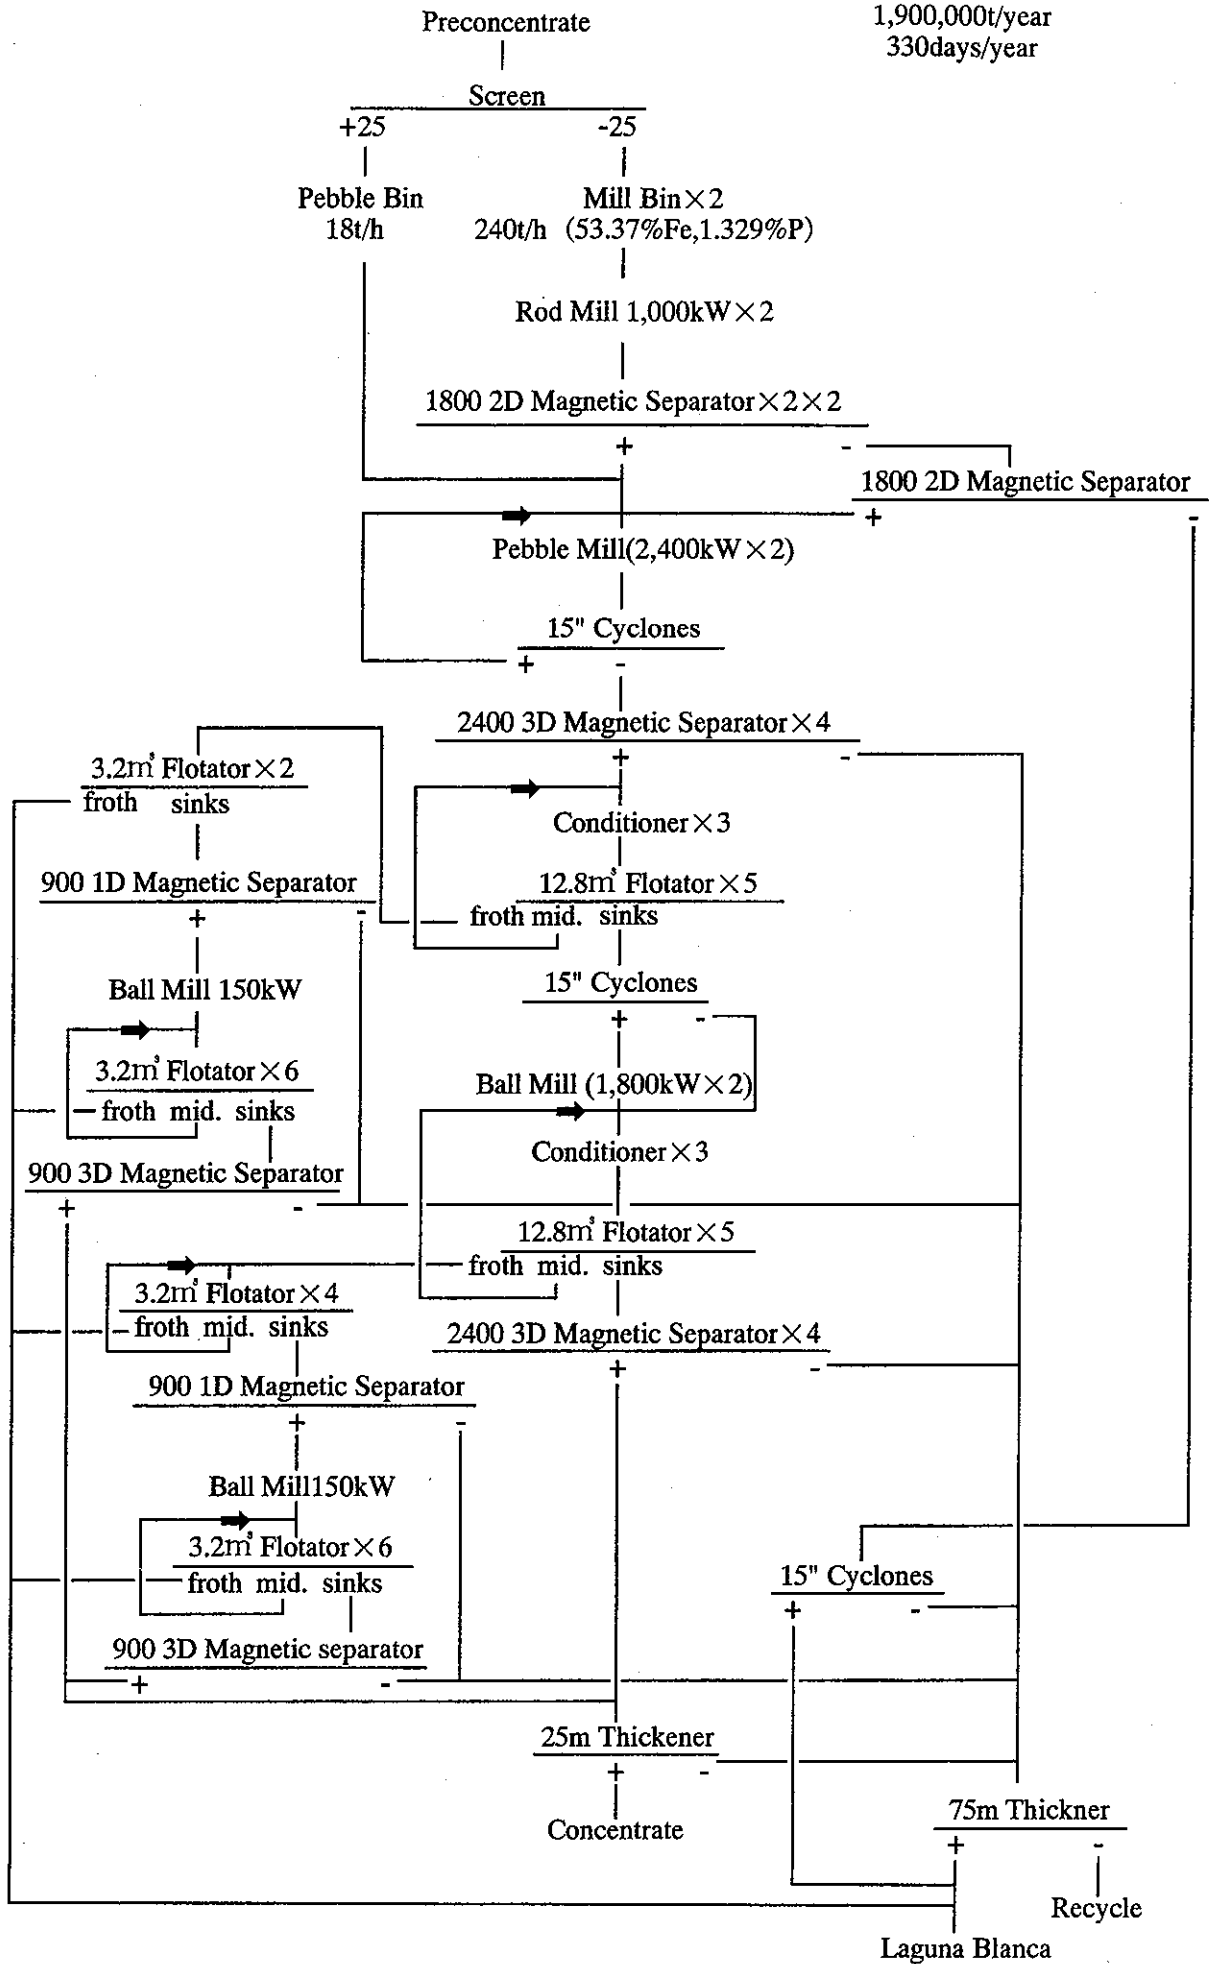 Preconcentrate
1,900,000t/year
330days/year
Screen
+25 -25
Pebble Bin
18t/h
Mill Bin×2
240t/h (53.37%Fe,1.329%P)
Rod Mill 1,000kW×2
1800 2D Magnetic Separator×2×2
+ -
1800 2D Magnetic Separator
+ -
Pebble Mill(2,400kW×2)
15" Cyclones
+ -
2400 3D Magnetic Separator×4
+ -
3.2m³ Flotator×2
froth sinks
Conditioner×3
900 1D Magnetic Separator
+ -
12.8m³ Flotator×5
froth mid. sinks
Ball Mill 150kW
15" Cyclones
+ -
3.2m³ Flotator×6
froth mid. sinks
Ball Mill (1,800kW×2)
Conditioner×3
900 3D Magnetic Separator
+ -
12.8m³ Flotator×5
froth mid. sinks
3.2m³ Flotator×4
froth mid. sinks
2400 3D Magnetic Separator×4
+ -
900 1D Magnetic Separator
+ -
Ball Mill150kW
3.2m³ Flotator×6
froth mid. sinks
15" Cyclones
+ -
900 3D Magnetic separator
+ -
25m Thickener
+ -
Concentrate
75m Thickner
+ -
Recycle
Laguna Blanca